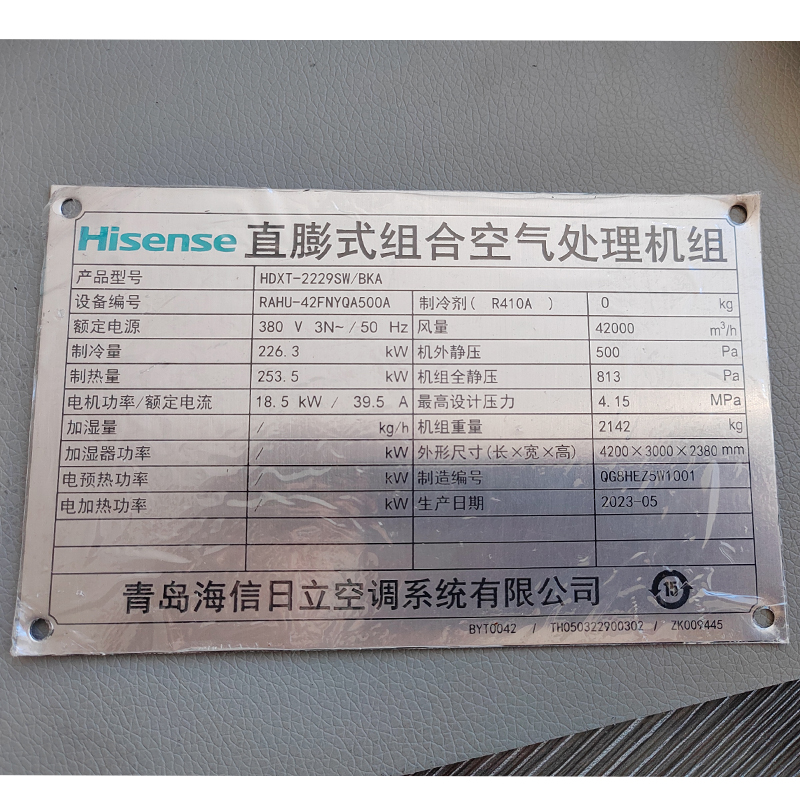 Hisense 直膨式组合空气处理机组
产品型号 HDXT-2229SW/BKA
设备编号 RAHU-42FNYQA500A 制冷剂( R410A ) 0 kg
额定电源 380 V 3N~/50 Hz 风量 42000 m³/h
制冷量 226.3 kW 机外静压 500 Pa
制热量 253.5 kW 机组全静压 813 Pa
电机功率/额定电流 18.5 kW / 39.5 A 最高设计压力 4.15 MPa
加湿量 / kg/h 机组重量 2142 kg
加湿器功率 / kW 外形尺寸(长×宽×高) 4200×3000×2380 mm
电预热功率 / kW 制造编号 QG8HEZ5W1001
电加热功率 / kW 生产日期 2023-05
青岛海信日立空调系统有限公司 15
BYT0042 / TH050322900302 / ZK009445